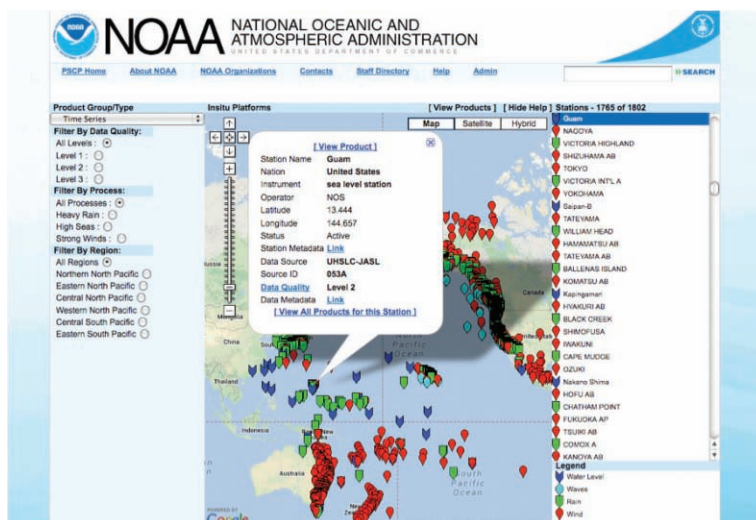 NOAA
NATIONAL OCEANIC AND
ATMOSPHERIC ADMINISTRATION
UNITED STATES DEPARTMENT OF COMMERCE
PSCP Home About NOAA NOAA Organizations Contacts Staff Directory Help Admin
SEARCH
Product Group/Type
Time Series
Filter By Data Quality:
All Levels :
Level 1 :
Level 2 :
Level 3 :
Filter By Process:
All Processes :
Heavy Rain :
High Seas :
Strong Winds :
Filter By Region:
All Regions
Northern North Pacific
Eastern North Pacific
Central North Pacific
Western North Pacific
Central South Pacific
Eastern South Pacific
Insitu Platforms [ View Products ] [ Hide Help ]
Map Satellite Hybrid
[ View Product ]
Station Name Guam
Nation United States
Instrument sea level station
Operator NOS
Latitude 13.444
Longitude 144.657
Status Active
Station Metadata Link
Data Source UHSLC-JASL
Source ID 053A
Data Quality Level 2
Data Metadata Link
[ View All Products for this Station ]
Russia
Canada
Mongolia
China
Thailand
Indonesia
Australia
North
Pacific
Ocean
South
Pacific
Ocean
POWERED BY
Google
Stations - 1765 of 1802
Guam
NAGOYA
VICTORIA HIGHLAND
SHIZUHAMA AB
TOKYO
VICTORIA INT'L A
YOKOHAMA
Saipan-B
TATEYAMA
WILLIAM HEAD
HAMAMATSU AB
TATEYAMA AB
BALLENAS ISLAND
KOMATSU AB
Kapingamari
HYAKURI AB
BLACK CREEK
SHIMOFUSA
IWAKUNI
CAPE MUDGE
OZUKI
Nakano Shima
HOFU AB
CHATHAM POINT
FUKUOKA AP
TSUIKI AB
COMOX A
KANOYA AB
Legend
Water Level
Waves
Rain
Wind